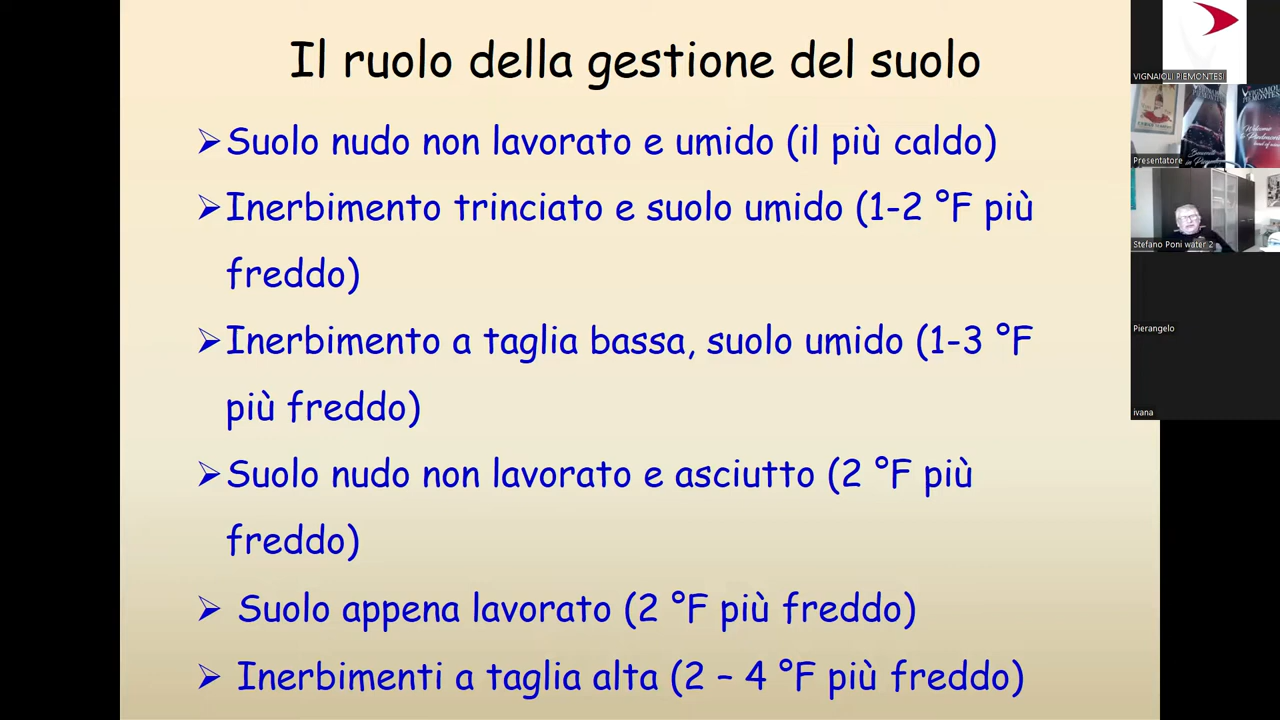 Il ruolo della gestione del suolo
➢Suolo nudo non lavorato e umido (il più caldo)
➢Inerbimento trinciato e suolo umido (1-2 °F più
freddo)
➢Inerbimento a taglia bassa, suolo umido (1-3 °F
più freddo)
➢Suolo nudo non lavorato e asciutto (2 °F più
freddo)
➢ Suolo appena lavorato (2 °F più freddo)
➢ Inerbimenti a taglia alta (2 – 4 °F più freddo)
VIGNAIOLI PIEMONTESI
Presentatore
Stefano Poni water 2
Pierangelo
ivana